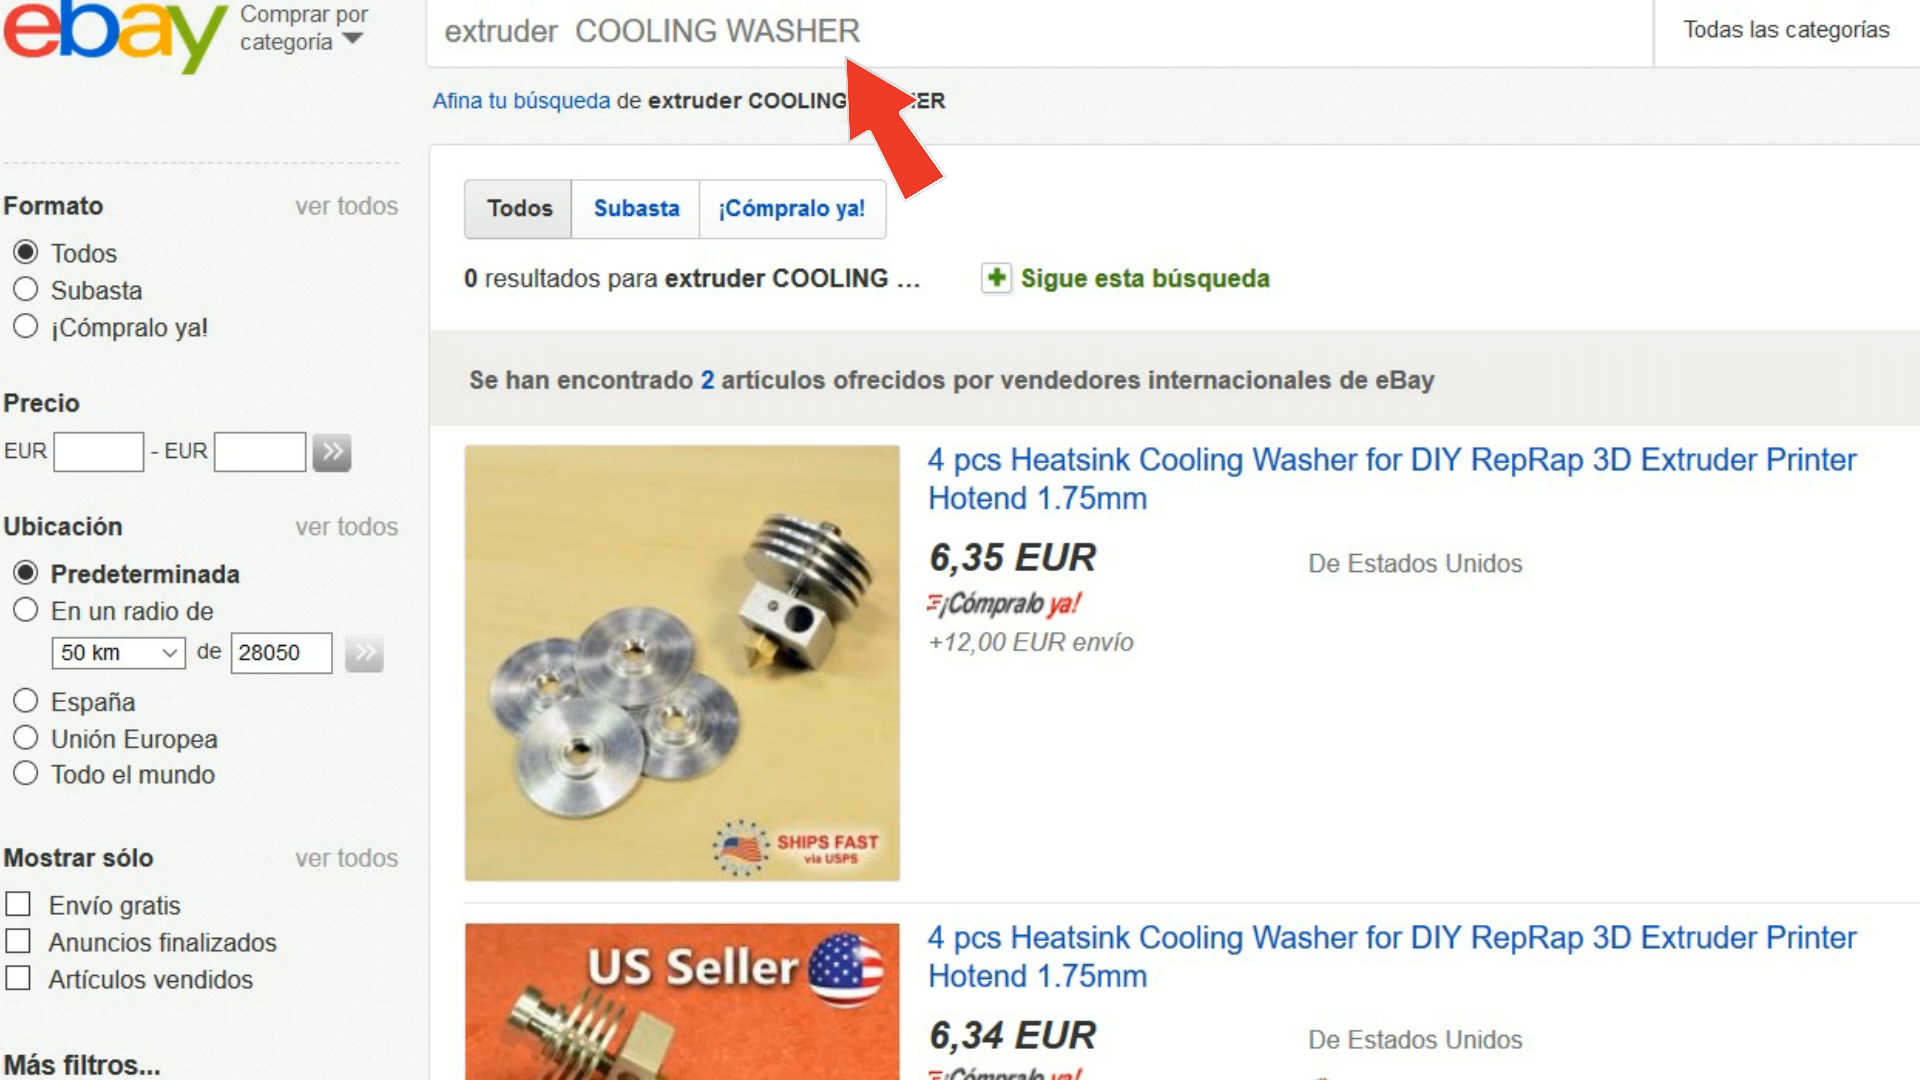 ebay
Comprar por
categoría
extruder COOLING WASHER
Todas las categorías
Afina tu búsqueda de extruder COOLING ER
Formato ver todos
Todos
Subasta
¡Cómpralo ya!
Precio
EUR - EUR
Ubicación ver todos
Predeterminada
En un radio de
50 km de 28050
España
Unión Europea
Todo el mundo
Mostrar sólo ver todos
Envío gratis
Anuncios finalizados
Artículos vendidos
Más filtros...
Todos Subasta ¡Cómpralo ya!
0 resultados para extruder COOLING ... Sigue esta búsqueda
Se han encontrado 2 artículos ofrecidos por vendedores internacionales de eBay
4 pcs Heatsink Cooling Washer for DIY RepRap 3D Extruder Printer
Hotend 1.75mm
6,35 EUR De Estados Unidos
¡Cómpralo ya!
+12,00 EUR envío
SHIPS FAST
via USPS
US Seller
4 pcs Heatsink Cooling Washer for DIY RepRap 3D Extruder Printer
Hotend 1.75mm
6,34 EUR De Estados Unidos
¡Cómpralo ya!